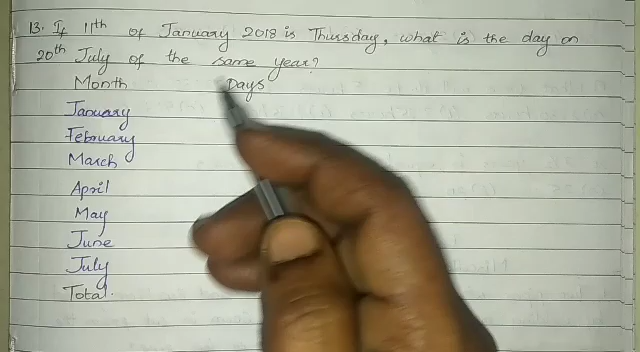 13. If 11th of January 2018 is Thursday, what is the day on
20th July of the same year?
Month Days
January
February
March
April
May
June
July
Total.